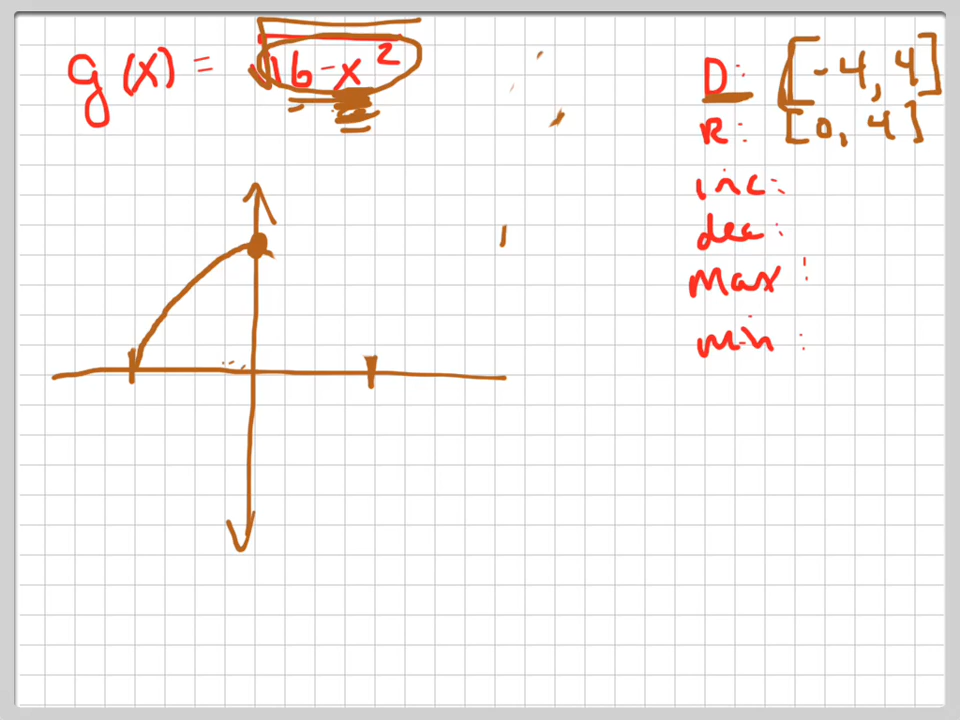 g(x) = √16-x²
D: [-4, 4]
R: [0, 4]
inc:
dec:
Max :
min :